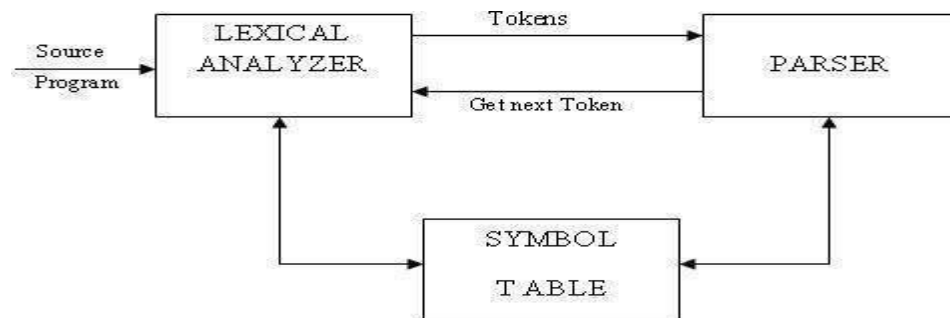 Source
Program
LEXICAL
ANALYZER
Tokens
Get next Token
PARSER
SYMBOL
TABLE